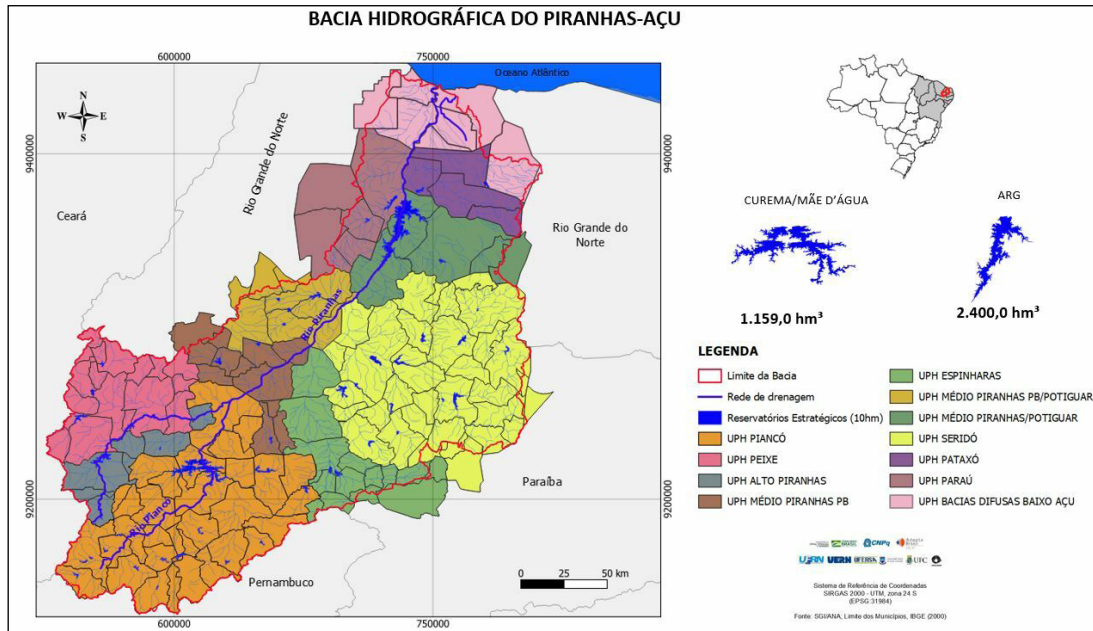 BACIA HIDROGRÁFICA DO PIRANHAS-AÇU
600000
750000
Oceano Atlântico
N
W
E
S
9400000
9400000
Rio Grande do Norte
Ceará
Rio Grande do
Norte
Rio Piranhas
Paraíba
9200000
9200000
Rio Piancó
Pernambuco
0 25 50 km
600000
750000
CUREMA/MÃE D'ÁGUA
ARG
1.159,0 hm³
2.400,0 hm³
LEGENDA
Limite da Bacia
Rede de drenagem
Reservatórios Estratégicos (10hm)
UPH PIANCÓ
UPH PEIXE
UPH ALTO PIRANHAS
UPH MÉDIO PIRANHAS PB
UPH ESPINHARAS
UPH MÉDIO PIRANHAS PB/POTIGUAR
UPH MÉDIO PIRANHAS/POTIGUAR
UPH SERIDÓ
UPH PATAXÓ
UPH PARAÚ
UPH BACIAS DIFUSAS BAIXO AÇU
BRASIL
CNPq
UFRN
UERN
UFERSA
UFC
Sistema de Referência de Coordenadas
SIRGAS 2000 - UTM, zona 24 S
(EPSG:31984)
Fonte: SGI/ANA; Limite dos Municípios, IBGE (2000)